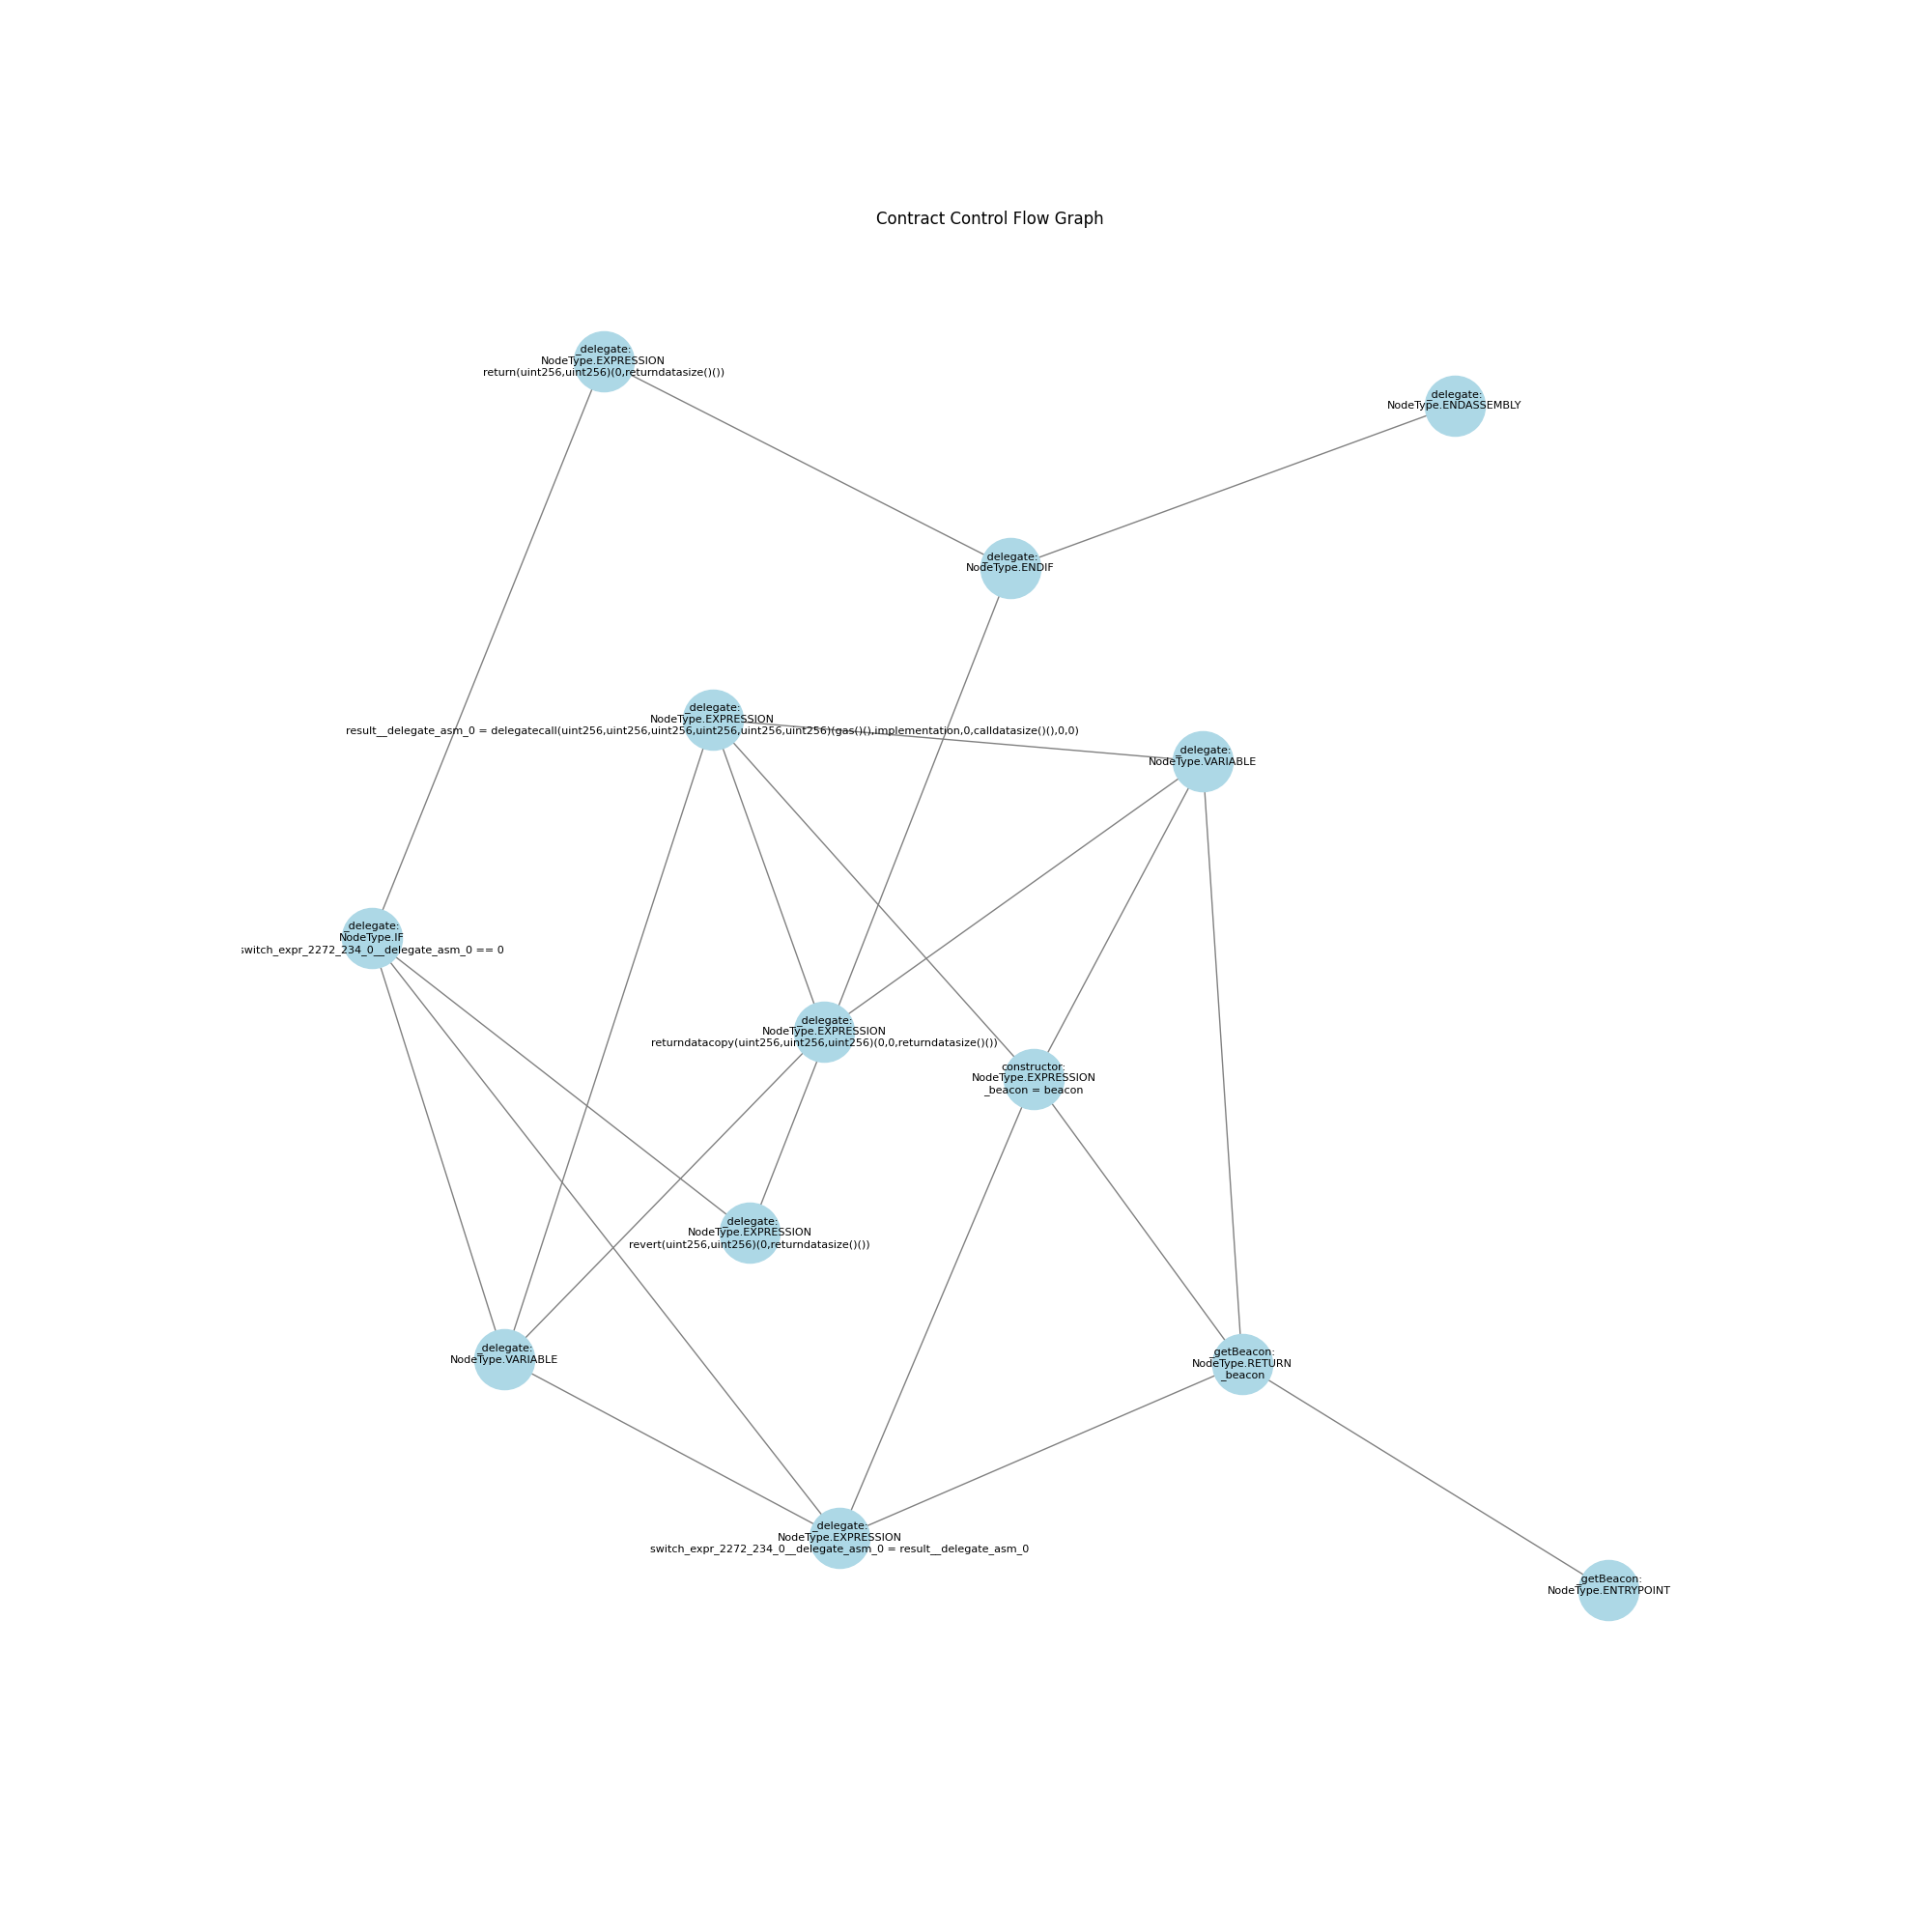 Contract Control Flow Graph
_delegate:
NodeType.EXPRESSION
return(uint256,uint256)(0,returndatasize()())
_delegate:
NodeType.ENDASSEMBLY
_delegate:
NodeType.ENDIF
_delegate:
NodeType.EXPRESSION
result__delegate_asm_0 = delegatecall(uint256,uint256,uint256,uint256,uint256,uint256)(gas()(),implementation,0,calldatasize()(),0,0)
_delegate:
NodeType.VARIABLE
_delegate:
NodeType.IF
switch_expr_2272_234_0__delegate_asm_0 == 0
_delegate:
NodeType.EXPRESSION
returndatacopy(uint256,uint256,uint256)(0,0,returndatasize()())
constructor:
NodeType.EXPRESSION
_beacon = beacon
_delegate:
NodeType.EXPRESSION
revert(uint256,uint256)(0,returndatasize()())
_delegate:
NodeType.VARIABLE
_getBeacon:
NodeType.RETURN
_beacon
_delegate:
NodeType.EXPRESSION
switch_expr_2272_234_0__delegate_asm_0 = result__delegate_asm_0
_getBeacon:
NodeType.ENTRYPOINT